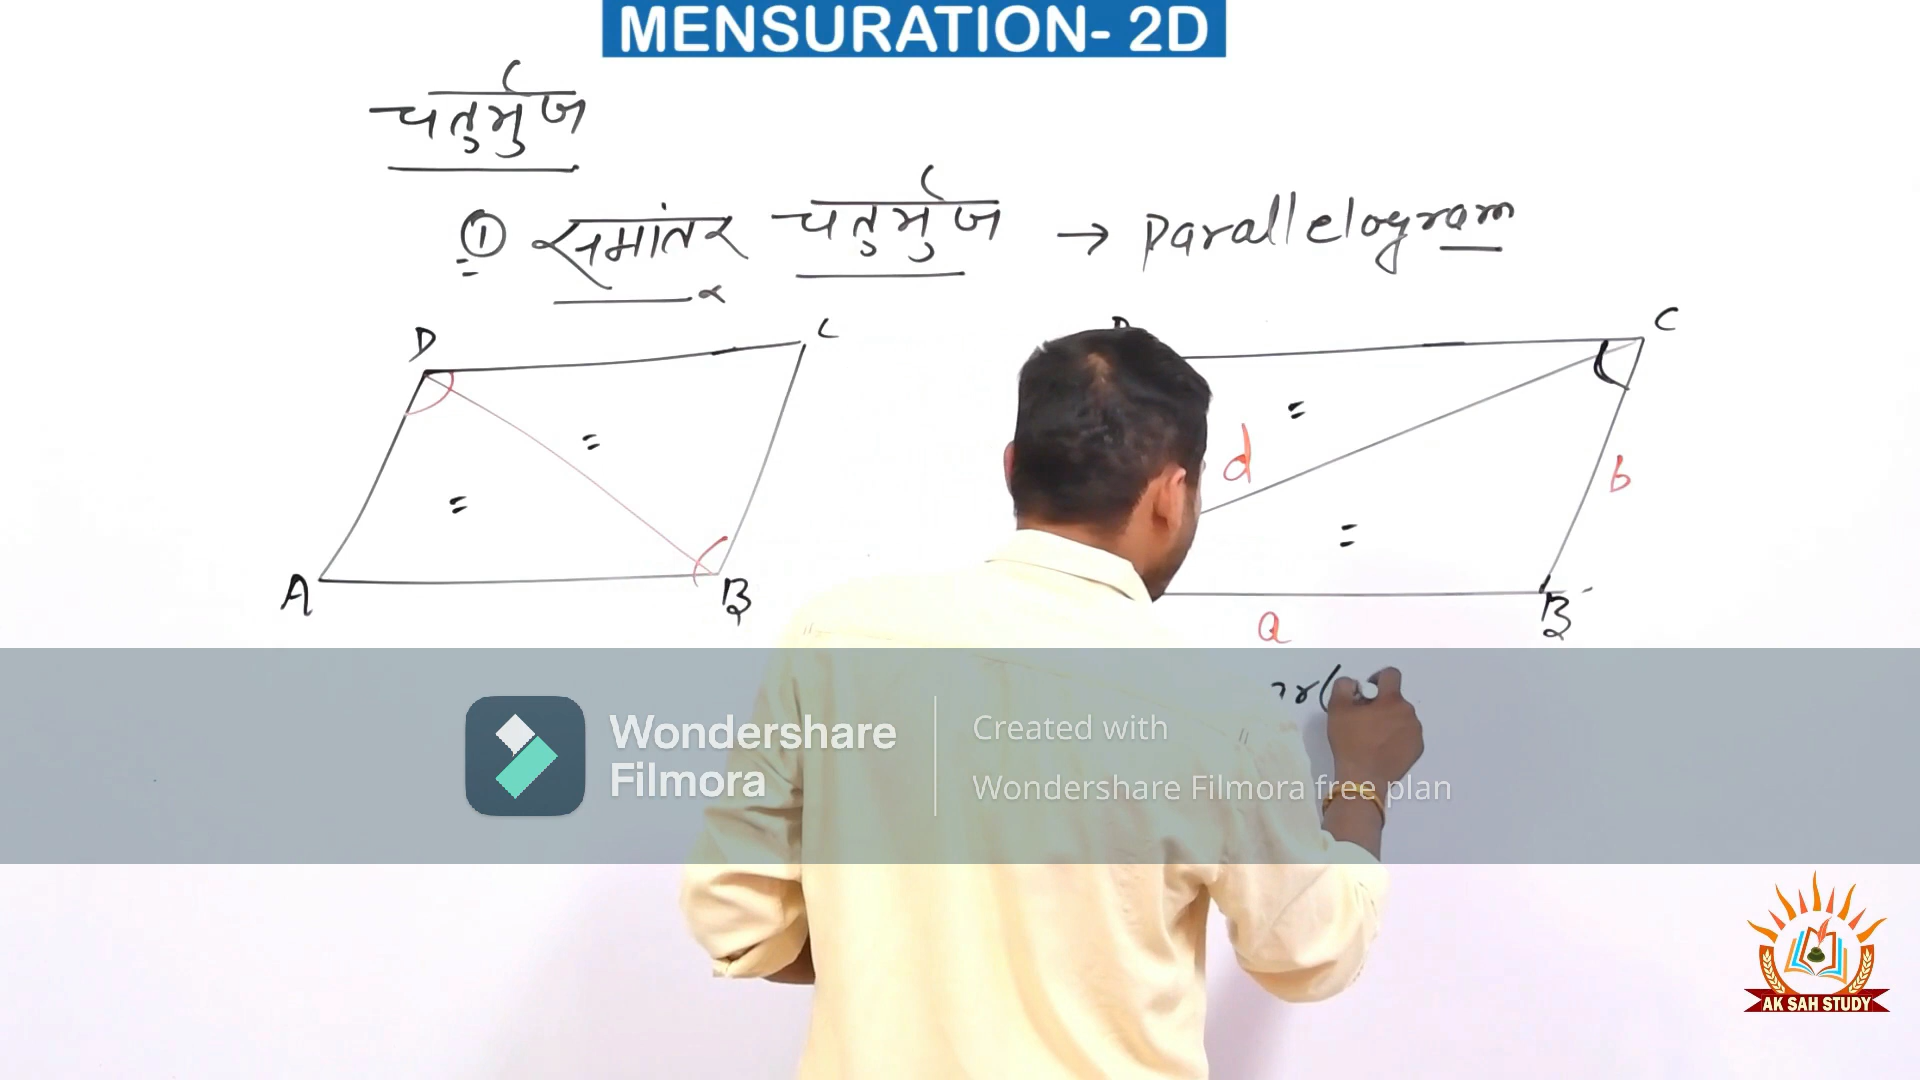 MENSURATION- 2D
चतुर्भुज
① समांतर चतुर्भुज → Parallelogram
D C C
= =
d b
= =
A B B
a
Wondershare Filmora
Created with
Wondershare Filmora free plan
AK SAH STUDY